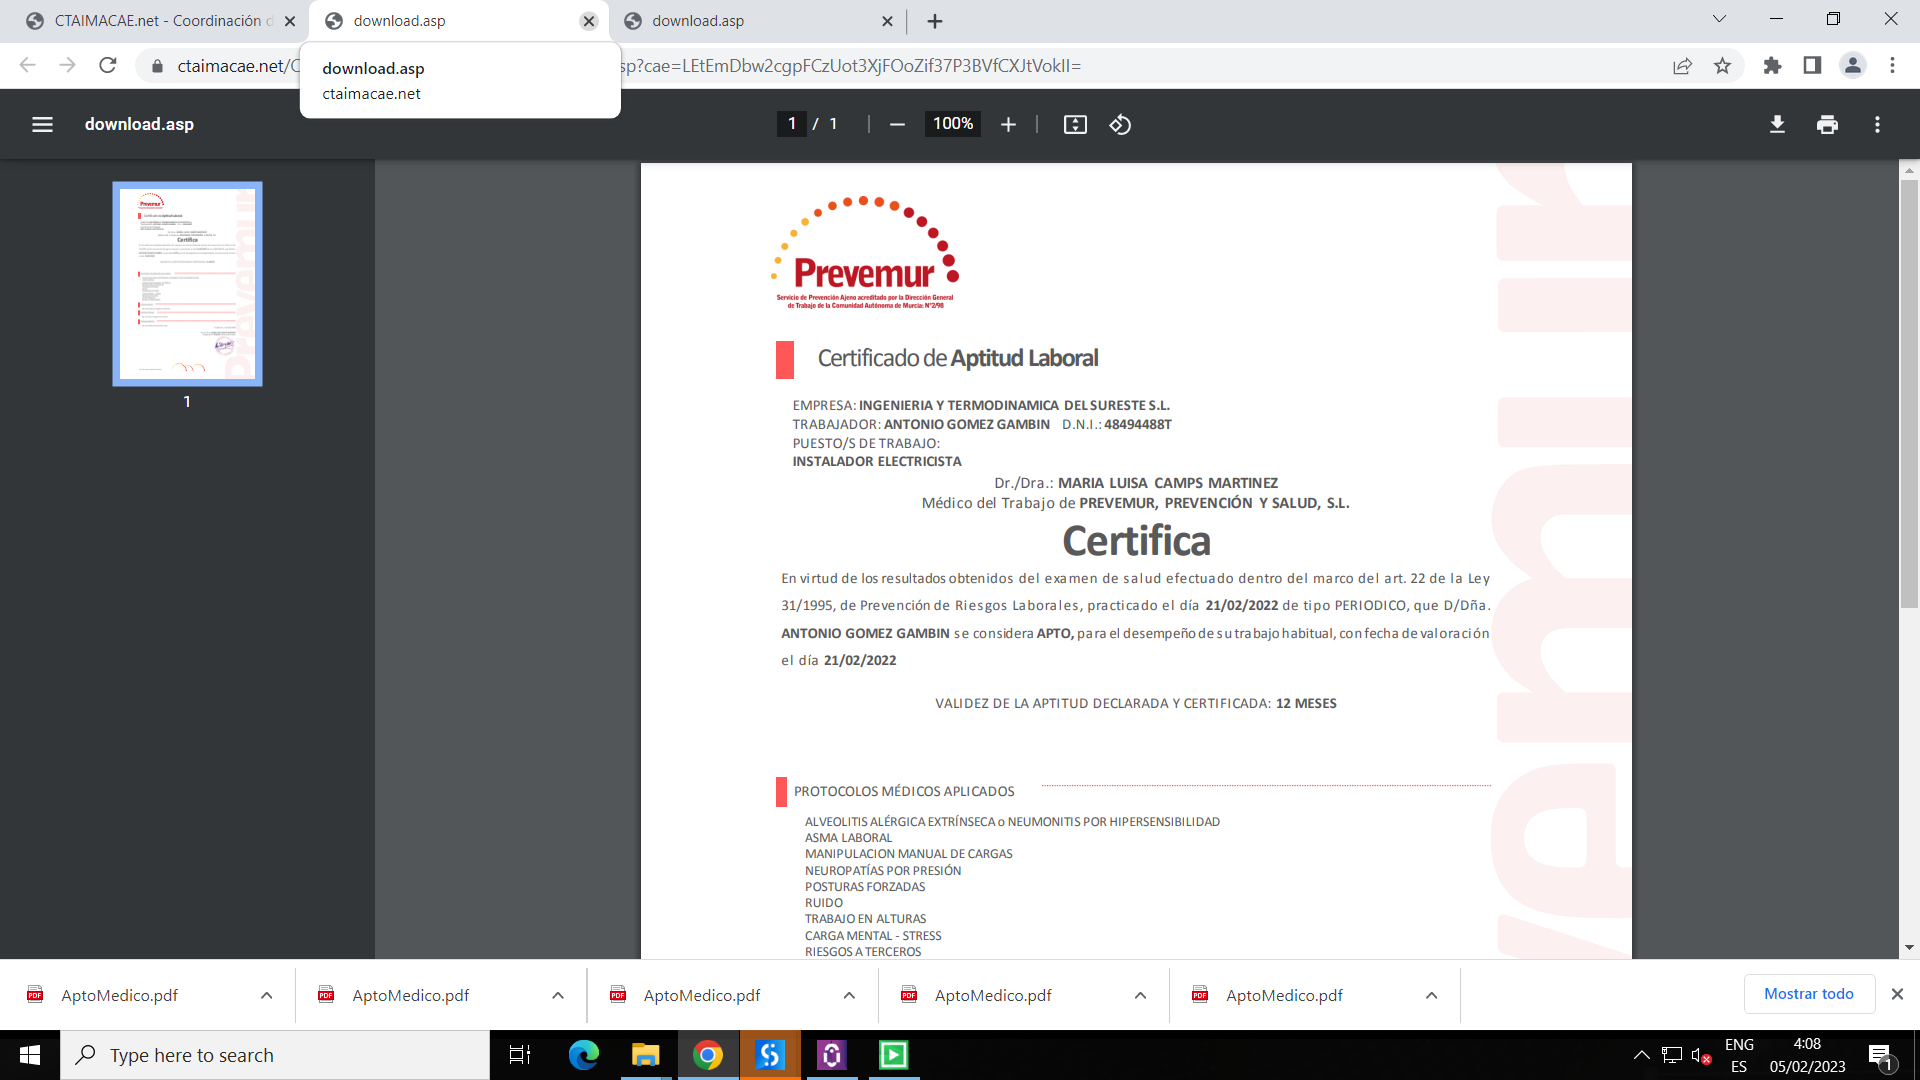 CTAIMACAE.net - Coordinación d
download.asp
download.asp
download.asp
ctaimacae.net
ctaimacae.net/C
sp?cae=LEtEmDbw2cgpFCzUot3XjFOoZif37P3BVfCXJtVokII=
download.asp
1 / 1
100%
1
Prevemur
Servicio de Prevención Ajeno acreditado por la Dirección General
de Trabajo de la Comunidad Autónoma de Murcia: Nº2/98
Certificado de Aptitud Laboral
EMPRESA: INGENIERIA Y TERMODINAMICA DEL SURESTE S.L.
TRABAJADOR: ANTONIO GOMEZ GAMBIN D.N.I.: 48494488T
PUESTO/S DE TRABAJO:
INSTALADOR ELECTRICISTA
Dr./Dra.: MARIA LUISA CAMPS MARTINEZ
Médico del Trabajo de PREVEMUR, PREVENCIÓN Y SALUD, S.L.
Certifica
En virtud de los resultados obtenidos del examen de salud efectuado dentro del marco del art. 22 de la Ley
31/1995, de Prevención de Riesgos Laborales, practicado el día 21/02/2022 de tipo PERIODICO, que D/Dña.
ANTONIO GOMEZ GAMBIN se considera APTO, para el desempeño de su trabajo habitual, con fecha de valoración
el día 21/02/2022
VALIDEZ DE LA APTITUD DECLARADA Y CERTIFICADA: 12 MESES
PROTOCOLOS MÉDICOS APLICADOS
ALVEOLITIS ALÉRGICA EXTRÍNSECA o NEUMONITIS POR HIPERSENSIBILIDAD
ASMA LABORAL
MANIPULACION MANUAL DE CARGAS
NEUROPATÍAS POR PRESIÓN
POSTURAS FORZADAS
RUIDO
TRABAJO EN ALTURAS
CARGA MENTAL - STRESS
RIESGOS A TERCEROS
AptoMedico.pdf
AptoMedico.pdf
AptoMedico.pdf
AptoMedico.pdf
AptoMedico.pdf
Mostrar todo
Type here to search
ENG
ES
4:08
05/02/2023
1